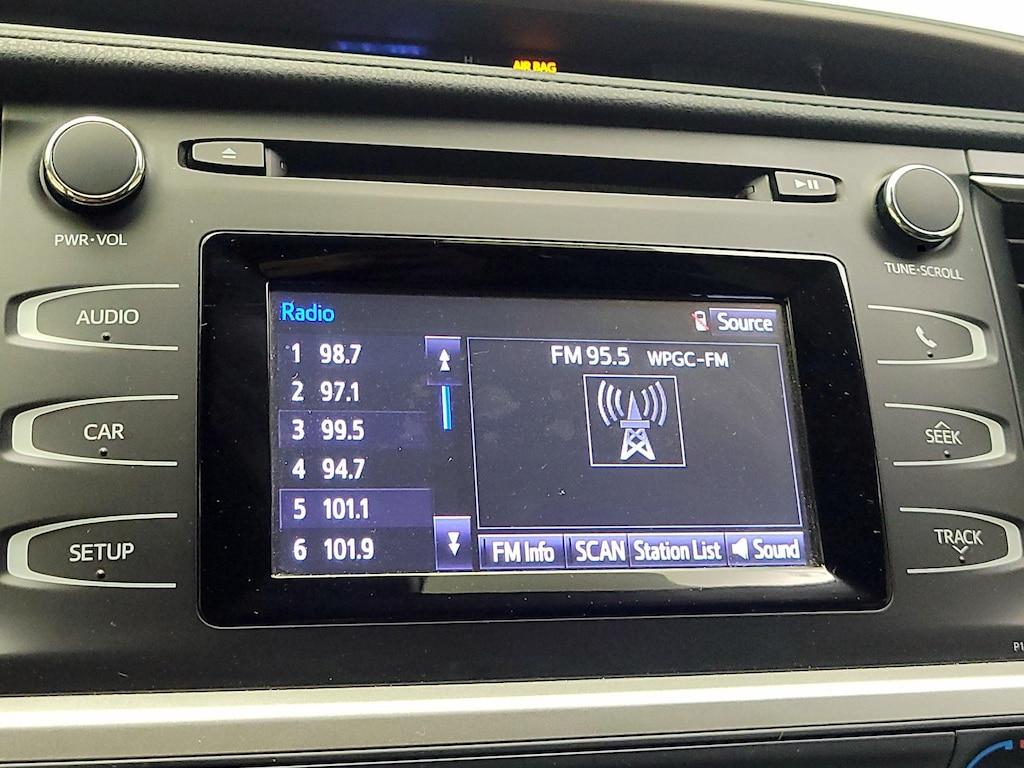 AIR BAG
PWR·VOL
TUNE·SCROLL
AUDIO
CAR
SETUP
Radio
Source
1 98.7
2 97.1
3 99.5
4 94.7
5 101.1
6 101.9
FM 95.5 WPGC-FM
FM Info SCAN Station List Sound
SEEK
TRACK